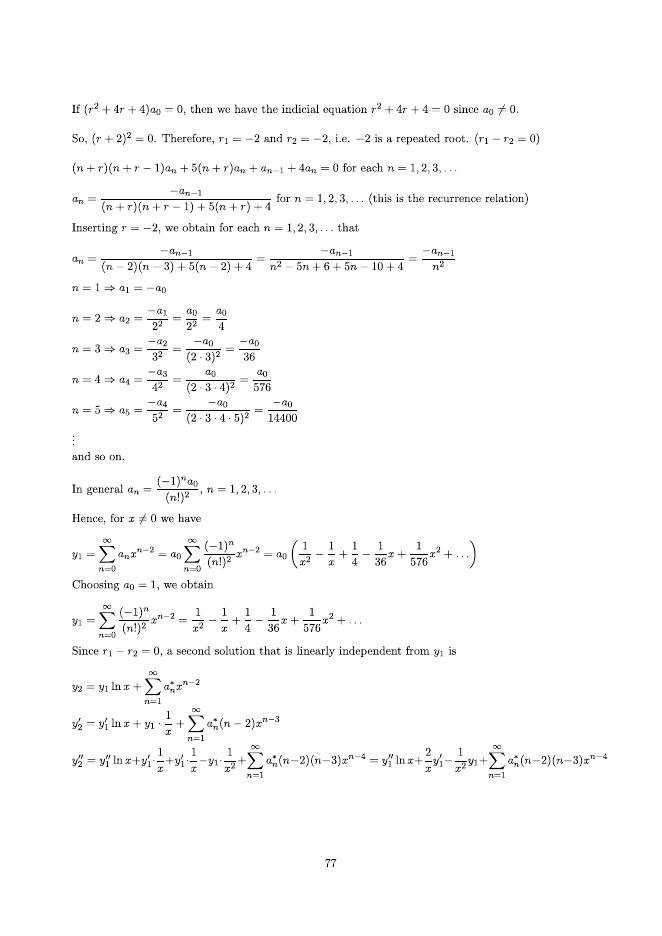 If $(r^2 + 4r + 4)a_0 = 0$, then we have the indicial equation $r^2 + 4r + 4 = 0$ since $a_0 \neq 0$.
So, $(r + 2)^2 = 0$. Therefore, $r_1 = -2$ and $r_2 = -2$, i.e. $-2$ is a repeated root. $(r_1 - r_2 = 0)$
$(n + r)(n + r - 1)a_n + 5(n + r)a_n + a_{n-1} + 4a_n = 0$ for each $n = 1, 2, 3, \ldots$
$a_n = \dfrac{-a_{n-1}}{(n + r)(n + r - 1) + 5(n + r) + 4}$ for $n = 1, 2, 3, \ldots$ (this is the recurrence relation)
Inserting $r = -2$, we obtain for each $n = 1, 2, 3, \ldots$ that
$a_n = \dfrac{-a_{n-1}}{(n - 2)(n - 3) + 5(n - 2) + 4} = \dfrac{-a_{n-1}}{n^2 - 5n + 6 + 5n - 10 + 4} = \dfrac{-a_{n-1}}{n^2}$
$n = 1 \Rightarrow a_1 = -a_0$
$n = 2 \Rightarrow a_2 = \dfrac{-a_1}{2^2} = \dfrac{a_0}{2^2} = \dfrac{a_0}{4}$
$n = 3 \Rightarrow a_3 = \dfrac{-a_2}{3^2} = \dfrac{-a_0}{(2 \cdot 3)^2} = \dfrac{-a_0}{36}$
$n = 4 \Rightarrow a_4 = \dfrac{-a_3}{4^2} = \dfrac{a_0}{(2 \cdot 3 \cdot 4)^2} = \dfrac{a_0}{576}$
$n = 5 \Rightarrow a_5 = \dfrac{-a_4}{5^2} = \dfrac{-a_0}{(2 \cdot 3 \cdot 4 \cdot 5)^2} = \dfrac{-a_0}{14400}$
$\vdots$
and so on.
In general $a_n = \dfrac{(-1)^n a_0}{(n!)^2}$, $n = 1, 2, 3, \ldots$
Hence, for $x \neq 0$ we have
$y_1 = \sum_{n=0}^{\infty} a_n x^{n-2} = a_0 \sum_{n=0}^{\infty} \dfrac{(-1)^n}{(n!)^2} x^{n-2} = a_0 \left( \dfrac{1}{x^2} - \dfrac{1}{x} + \dfrac{1}{4} - \dfrac{1}{36}x + \dfrac{1}{576}x^2 + \ldots \right)$
Choosing $a_0 = 1$, we obtain
$y_1 = \sum_{n=0}^{\infty} \dfrac{(-1)^n}{(n!)^2} x^{n-2} = \dfrac{1}{x^2} - \dfrac{1}{x} + \dfrac{1}{4} - \dfrac{1}{36}x + \dfrac{1}{576}x^2 + \ldots$
Since $r_1 - r_2 = 0$, a second solution that is linearly independent from $y_1$ is
$y_2 = y_1 \ln x + \sum_{n=1}^{\infty} a_n^* x^{n-2}$
$y_2' = y_1' \ln x + y_1 \cdot \dfrac{1}{x} + \sum_{n=1}^{\infty} a_n^* (n - 2) x^{n-3}$
$y_2'' = y_1'' \ln x + y_1' \cdot \dfrac{1}{x} + y_1' \cdot \dfrac{1}{x} - y_1 \cdot \dfrac{1}{x^2} + \sum_{n=1}^{\infty} a_n^* (n-2)(n-3) x^{n-4} = y_1'' \ln x + \dfrac{2}{x} y_1' - \dfrac{1}{x^2} y_1 + \sum_{n=1}^{\infty} a_n^* (n-2)(n-3) x^{n-4}$
77